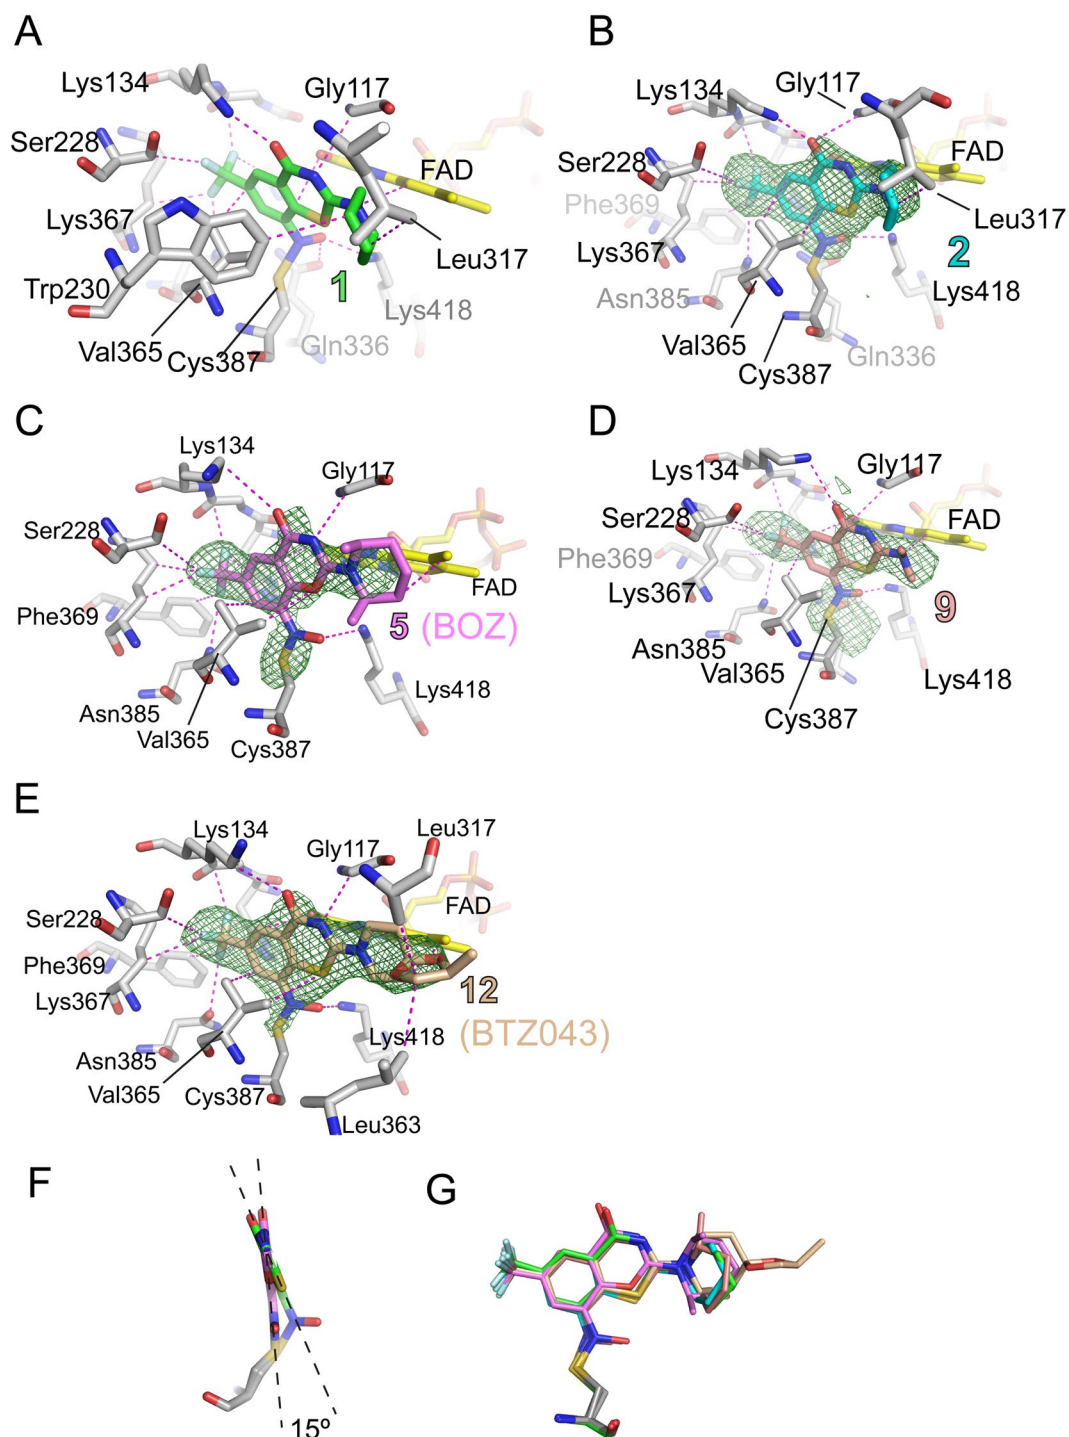 A
Lys134
Gly117
Ser228
FAD
Lys367
Leu317
Trp230
1
Lys418
Val365
Gln336
Cys387
B
Gly117
Lys134
Ser228
FAD
Phe369
Leu317
Lys367
2
Asn385
Lys418
Val365
Gln336
Cys387
C
Lys134
Gly117
Ser228
FAD
Phe369
5 (BOZ)
Lys418
Asn385
Val365
Cys387
D
Lys134
Gly117
Ser228
FAD
Phe369
Lys367
9
Asn385
Val365
Lys418
Cys387
E
Lys134
Leu317
Gly117
Ser228
FAD
Phe369
Lys367
12
(BTZ043)
Lys418
Asn385
Val365
Cys387
Leu363
F
15º
G